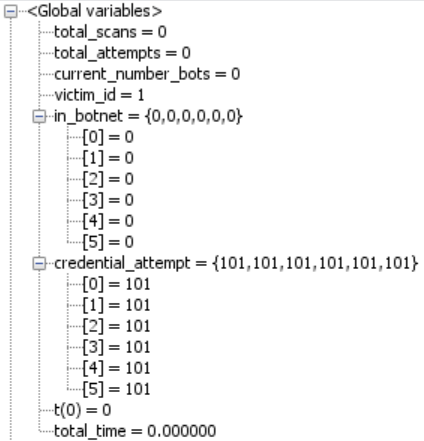 <Global variables>
total_scans = 0
total_attempts = 0
current_number_bots = 0
victim_id = 1
in_botnet = {0,0,0,0,0,0}
[0] = 0
[1] = 0
[2] = 0
[3] = 0
[4] = 0
[5] = 0
credential_attempt = {101,101,101,101,101,101}
[0] = 101
[1] = 101
[2] = 101
[3] = 101
[4] = 101
[5] = 101
t(0) = 0
total_time = 0.000000